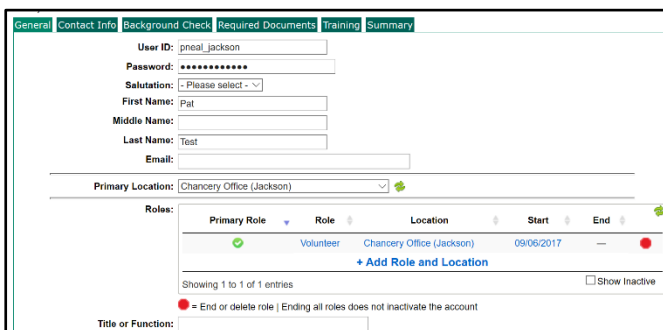 General Contact Info Background Check Required Documents Training Summary
User ID: pneal_jackson
Password: ••••••••••••
Salutation: - Please select -
First Name: Pat
Middle Name:
Last Name: Test
Email:
Primary Location: Chancery Office (Jackson)
Roles:
Primary Role Role Location Start End
Volunteer Chancery Office (Jackson) 09/06/2017 —
+ Add Role and Location
Showing 1 to 1 of 1 entries Show Inactive
= End or delete role | Ending all roles does not inactivate the account
Title or Function: